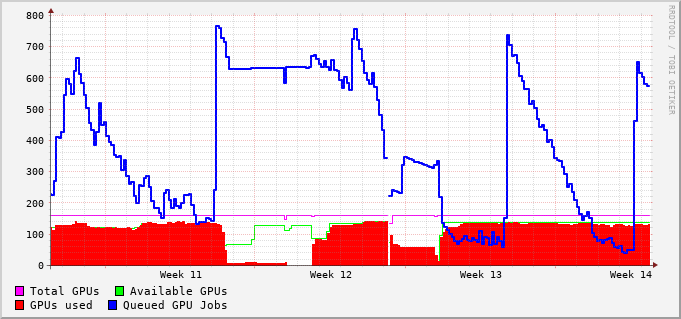 800
700
600
500
400
300
200
100
0
Week 11 Week 12 Week 13 Week 14
Total GPUs Available GPUs
GPUs used Queued GPU Jobs
RRDTOOL / TOBI OETIKER